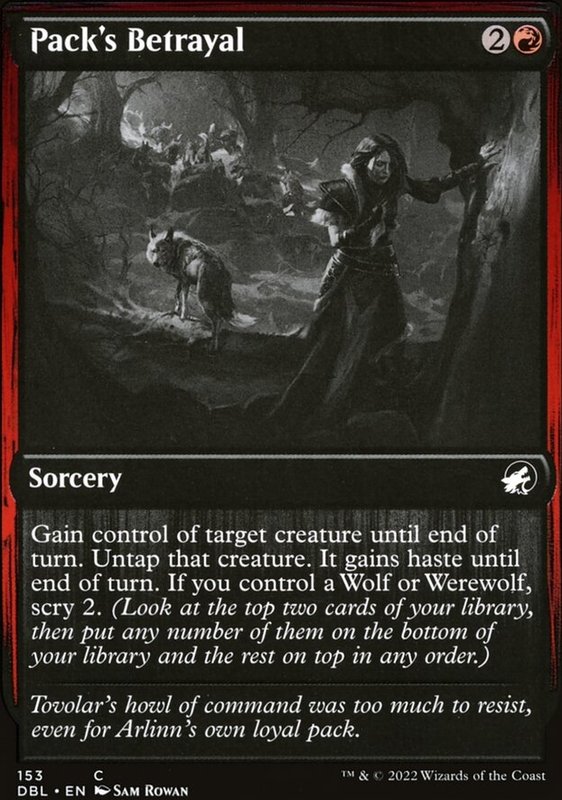 Pack's Betrayal
2
Sorcery
Gain control of target creature until end of
turn. Untap that creature. It gains haste until
end of turn. If you control a Wolf or Werewolf,
scry 2. (Look at the top two cards of your library,
then put any number of them on the bottom of
your library and the rest on top in any order.)
Tovolar's howl of command was too much to resist,
even for Arlinn's own loyal pack.
153 C
DBL • EN SAM ROWAN
™ & © 2022 Wizards of the Coast